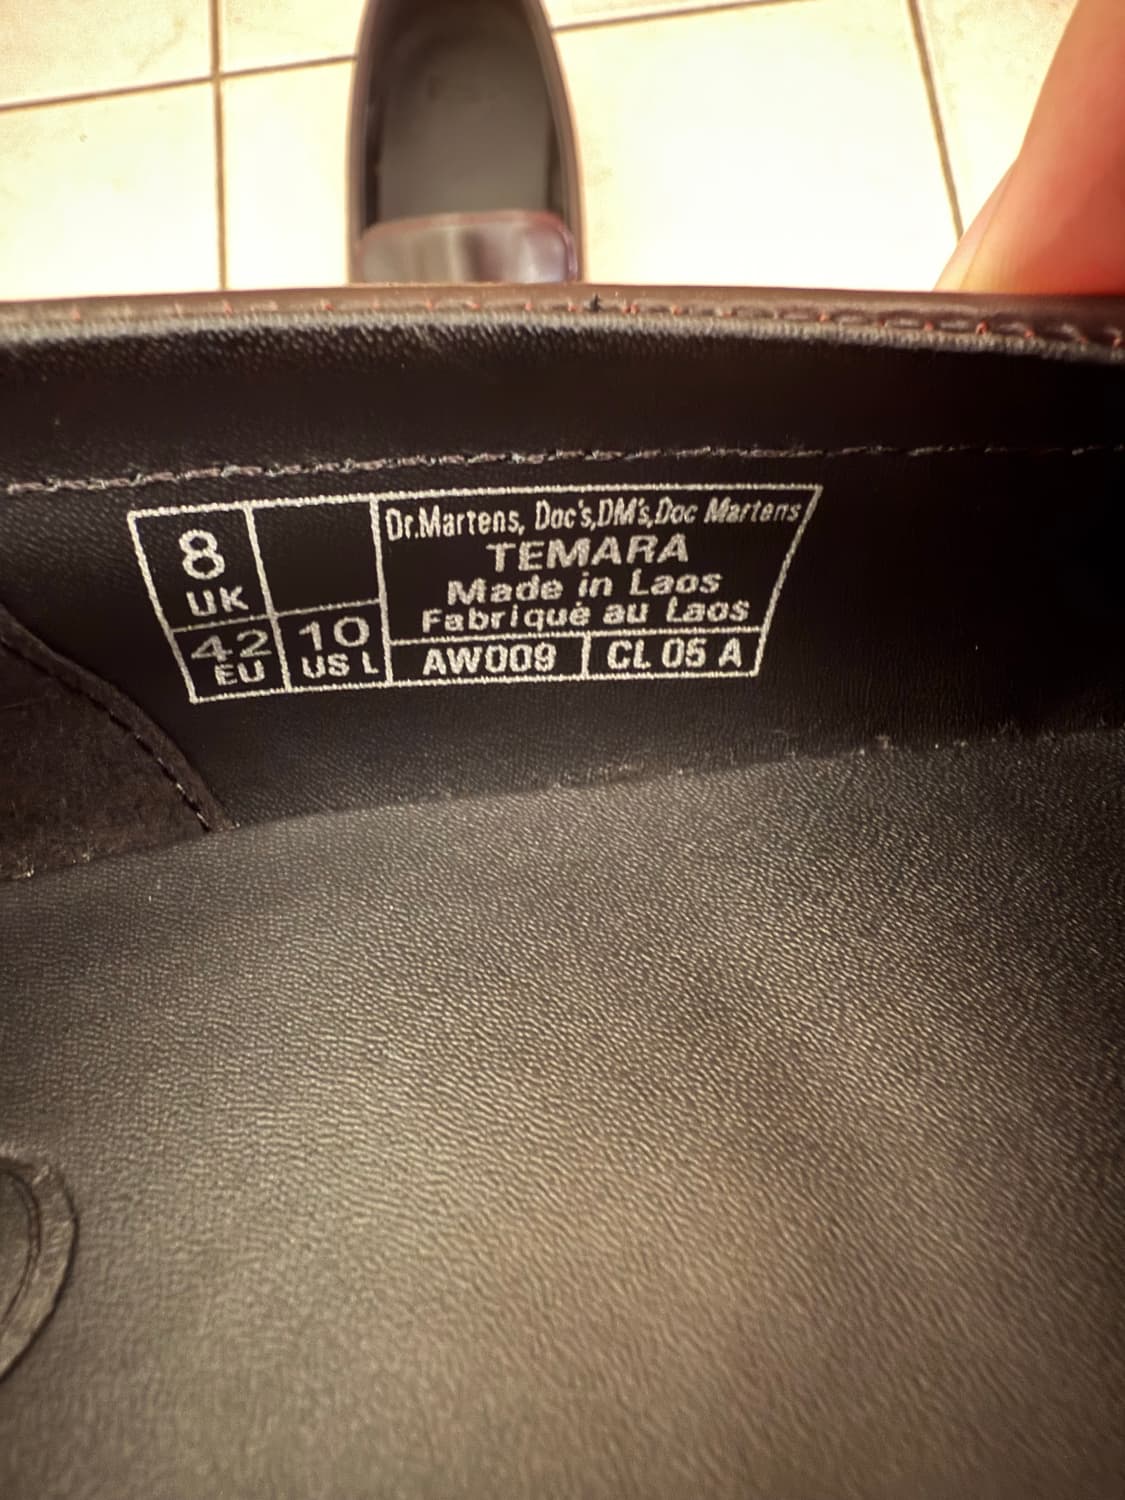 8
UK
42
EU
10
US L
Dr.Martens, Doc's,DM's,Doc Martens
TEMARA
Made in Laos
Fabriqué au Laos
AW009
CL 05 A